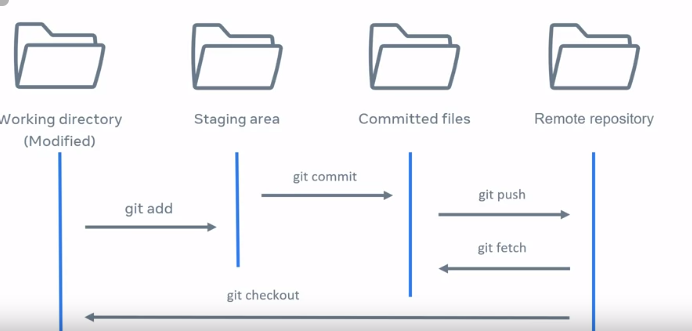 Working directory
(Modified)
Staging area
Committed files
Remote repository
git commit
git push
git add
git fetch
git checkout